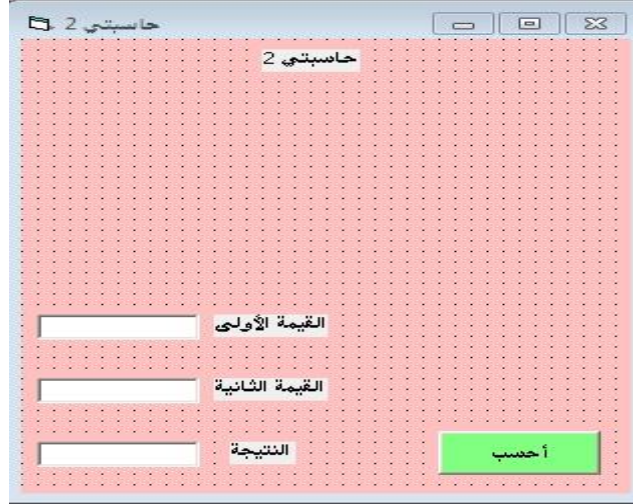 حاسبتي 2
حاسبتي 2
القيمة الأولى
القيمة الثانية
النتيجة
أحسب